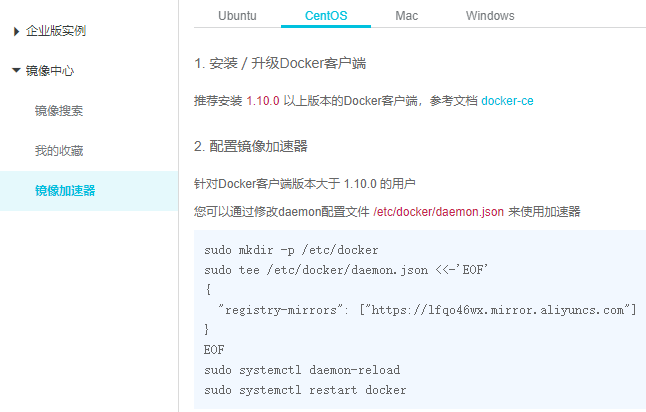 Ubuntu CentOS Mac Windows
企业版实例
镜像中心
镜像搜索
我的收藏
镜像加速器
1. 安装 / 升级Docker客户端
推荐安装 1.10.0 以上版本的Docker客户端，参考文档 docker-ce
2. 配置镜像加速器
针对Docker客户端版本大于 1.10.0 的用户
您可以通过修改daemon配置文件 /etc/docker/daemon.json 来使用加速器
sudo mkdir -p /etc/docker
sudo tee /etc/docker/daemon.json <<-'EOF'
{
  "registry-mirrors": ["https://lfqo46wx.mirror.aliyuncs.com"]
}
EOF
sudo systemctl daemon-reload
sudo systemctl restart docker